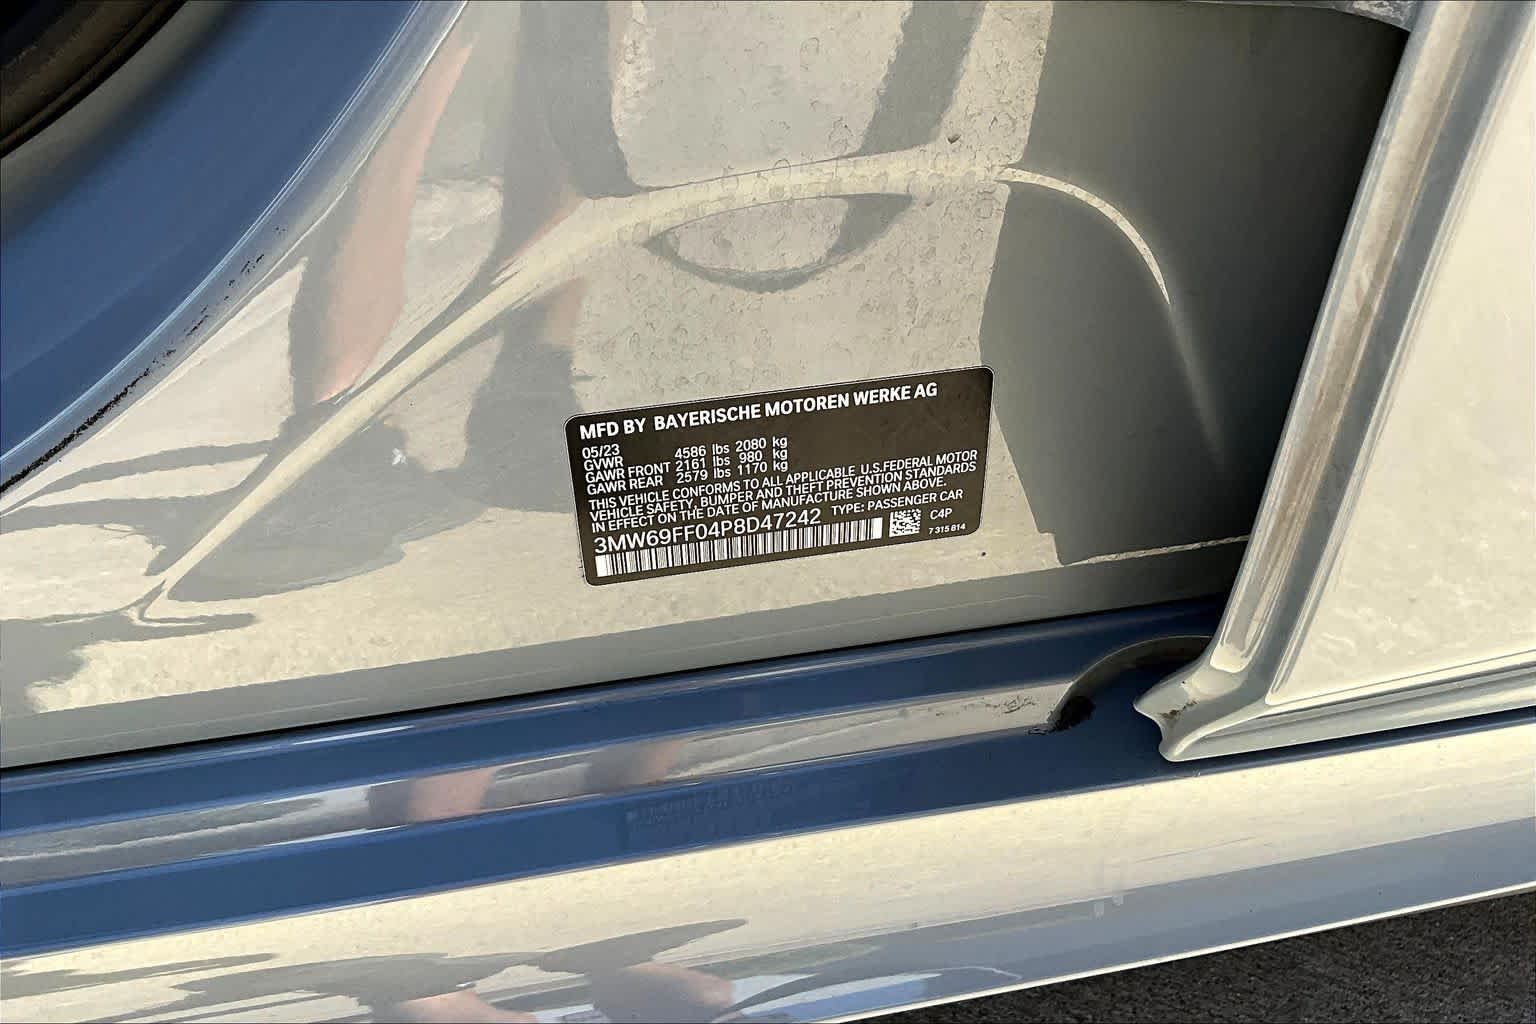 MFD BY BAYERISCHE MOTOREN WERKE AG
05/23
GVWR 4586 lbs 2080 kg
GAWR FRONT 2161 lbs 980 kg
GAWR REAR 2579 lbs 1170 kg
THIS VEHICLE CONFORMS TO ALL APPLICABLE U.S.FEDERAL MOTOR
VEHICLE SAFETY, BUMPER AND THEFT PREVENTION STANDARDS
IN EFFECT ON THE DATE OF MANUFACTURE SHOWN ABOVE.
3MW69FF04P8D47242 TYPE: PASSENGER CAR
C4P
7 315 814